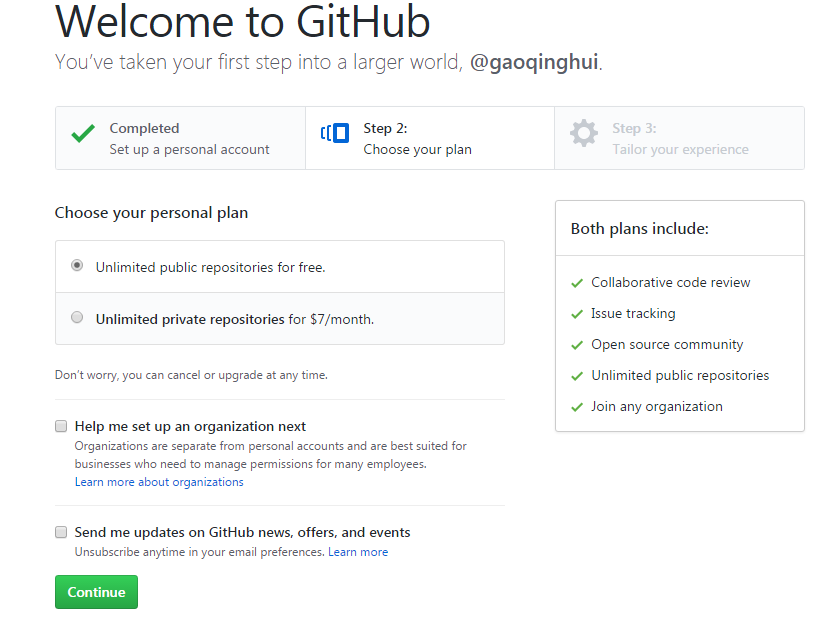 Welcome to GitHub
You've taken your first step into a larger world, @gaoqinghui.
Completed
Set up a personal account
Step 2:
Choose your plan
Step 3:
Tailor your experience
Choose your personal plan
Unlimited public repositories for free.
Unlimited private repositories for $7/month.
Don't worry, you can cancel or upgrade at any time.
Help me set up an organization next
Organizations are separate from personal accounts and are best suited for
businesses who need to manage permissions for many employees.
Learn more about organizations
Send me updates on GitHub news, offers, and events
Unsubscribe anytime in your email preferences. Learn more
Continue
Both plans include:
Collaborative code review
Issue tracking
Open source community
Unlimited public repositories
Join any organization